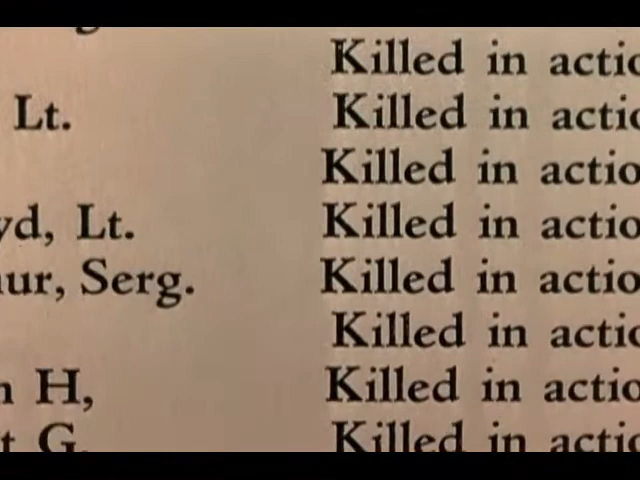 Killed in actio
Lt. Killed in actio
Killed in actio
yd, Lt. Killed in actio
ur, Serg. Killed in actio
Killed in actio
H, Killed in actio
t G. Killed in actio